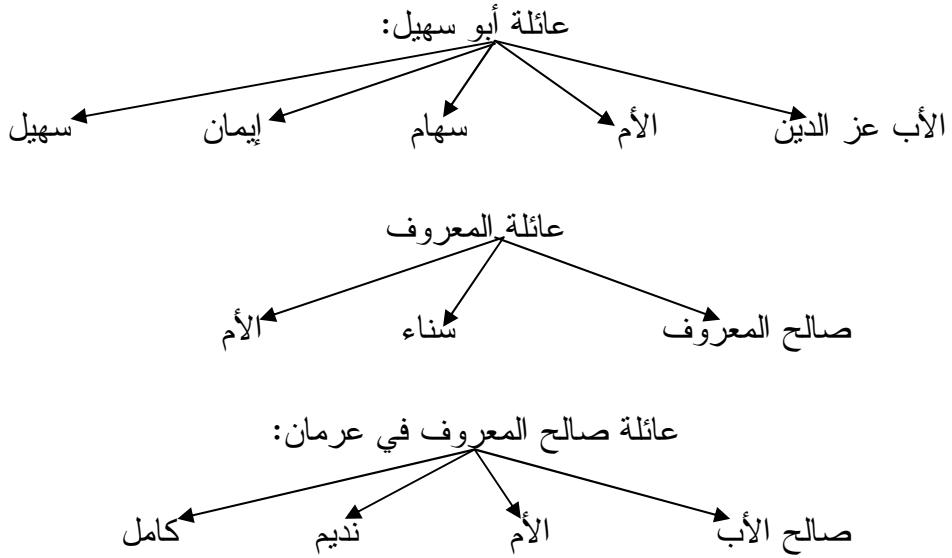 عائلة أبو سهيل:
الأب عز الدين الأم سهام إيمان سهيل
عائلة المعروف
صالح المعروف سناء الأم
عائلة صالح المعروف في عرمان:
صالح الأب الأم نديم كامل